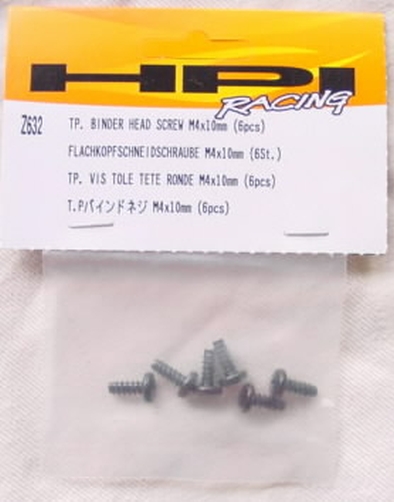 HPI
RACING
Z632 TP. BINDER HEAD SCREW M4x10mm (6pcs)
FLACHKOPFSCHNEIDSCHRAUBE M4x10mm (6St.)
TP. VIS TOLE TETE RONDE M4x10mm (6pcs)
T.Pバインドネジ M4x10mm (6pcs)